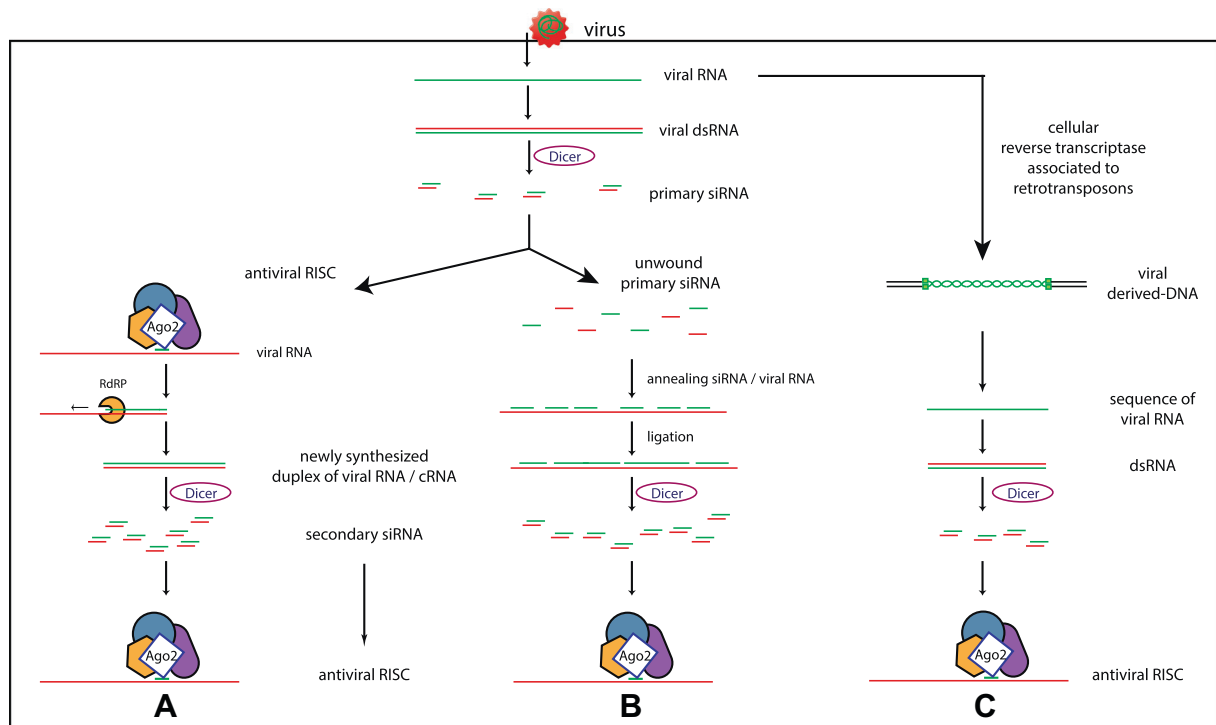 virus
viral RNA
viral dsRNA
Dicer
primary siRNA
cellular
reverse transcriptase
associated to
retrotransposons
antiviral RISC
Ago2
viral RNA
RdRP
newly synthesized
duplex of viral RNA / cRNA
Dicer
secondary siRNA
Ago2
antiviral RISC
A
unwound
primary siRNA
annealing siRNA / viral RNA
ligation
Dicer
Ago2
B
viral
derived-DNA
sequence of
viral RNA
dsRNA
Dicer
Ago2
antiviral RISC
C